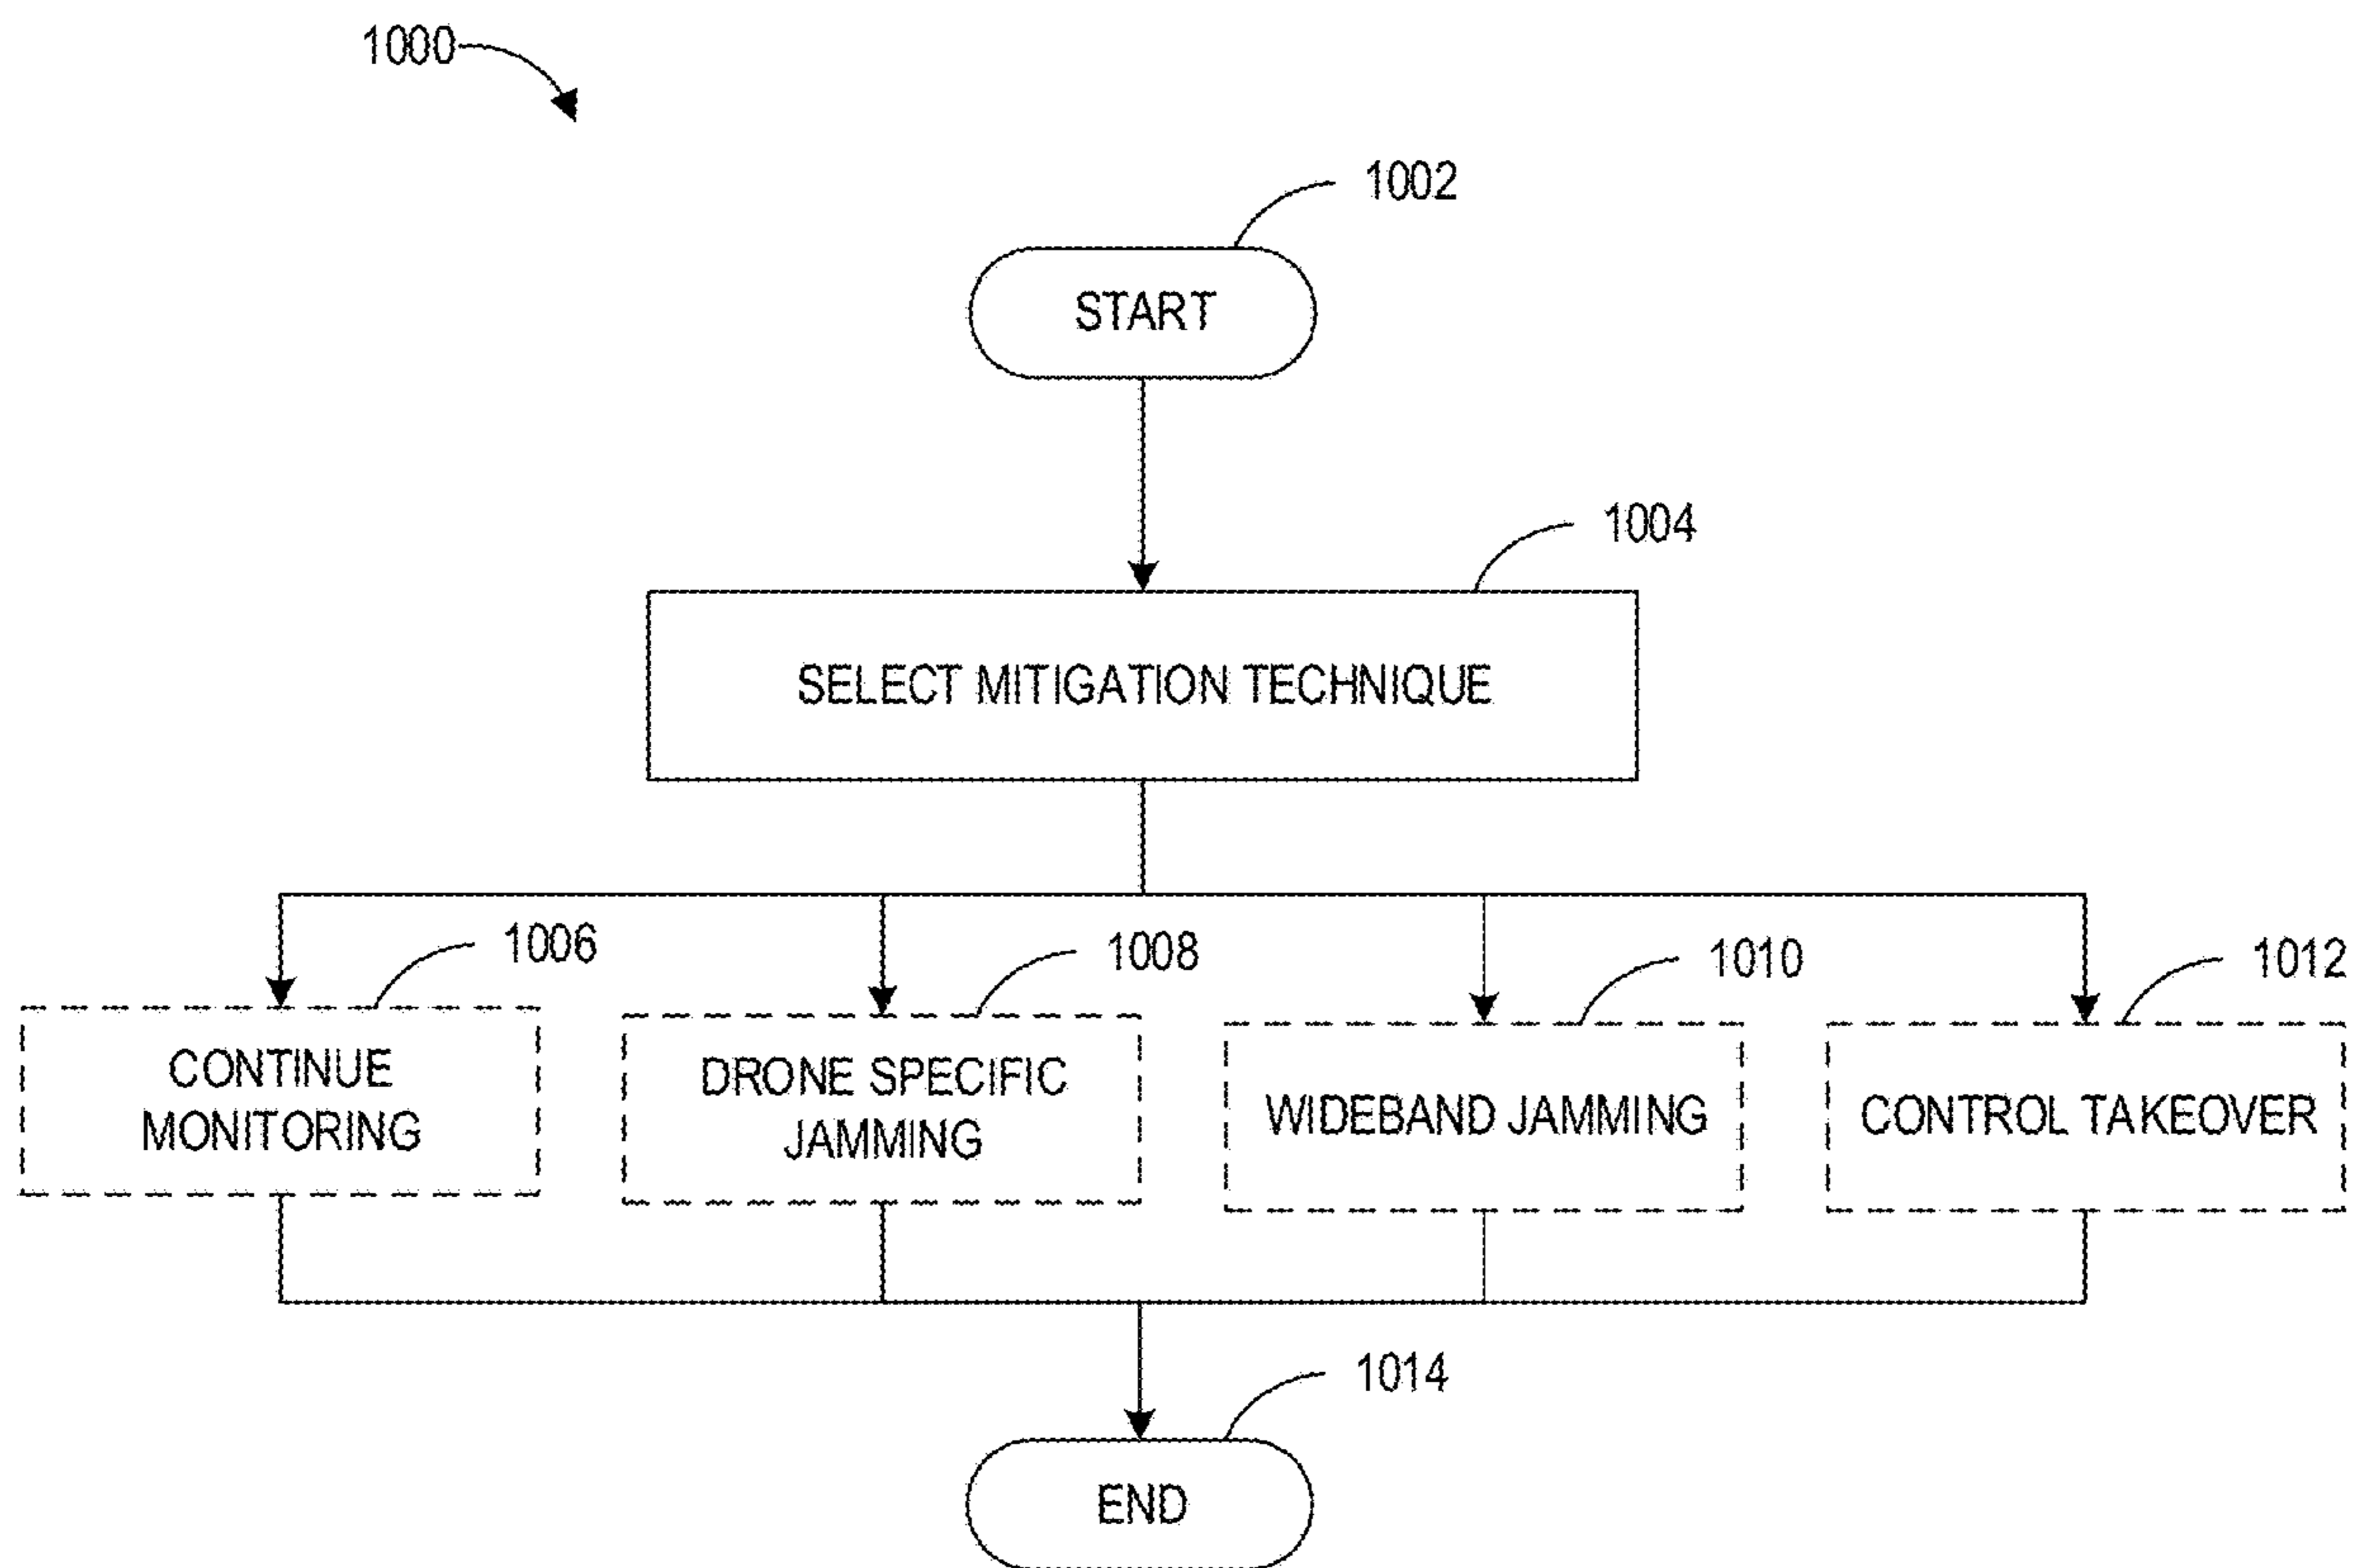 1000
1002
START
1004
SELECT MITIGATION TECHNIQUE
1006
1008
1010
1012
CONTINUE
MONITORING
DRONE SPECIFIC
JAMMING
WIDEBAND JAMMING
CONTROL TAKEOVER
1014
END